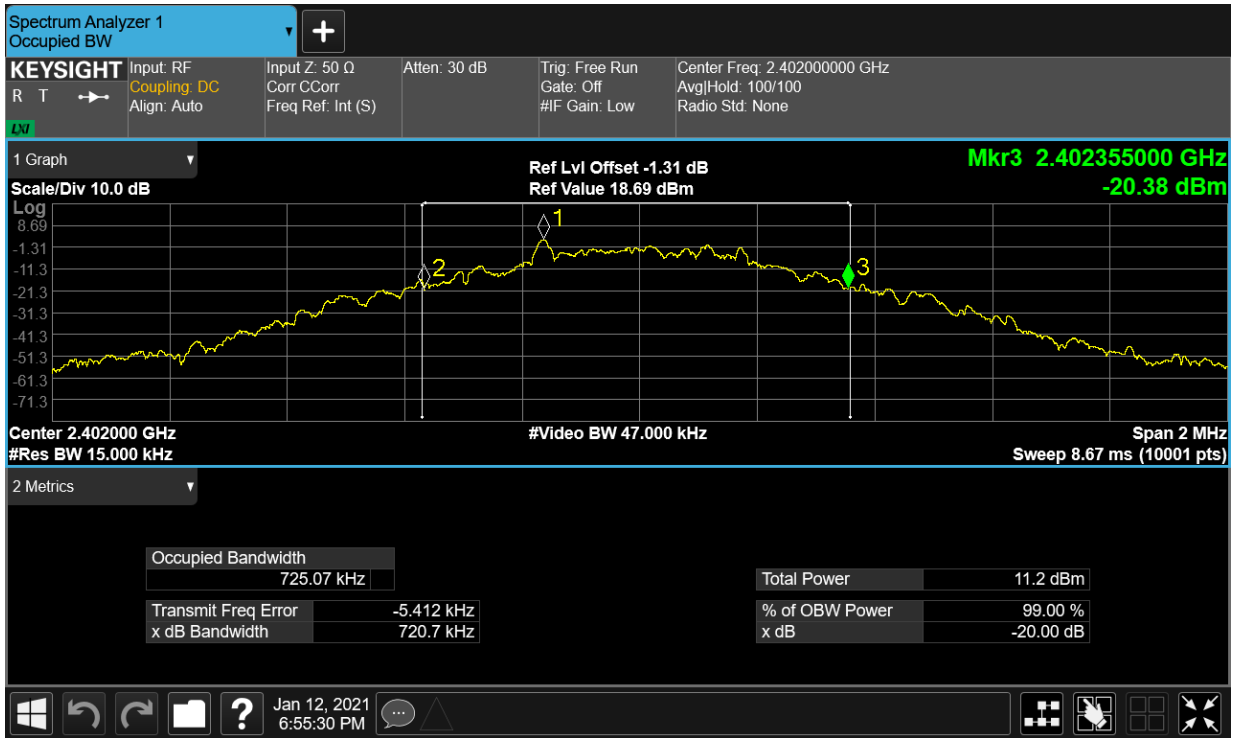 Spectrum Analyzer 1
Occupied BW
KEYSIGHT
R T
LXI
Input: RF
Coupling: DC
Align: Auto
Input Z: 50 Ω
Corr CCorr
Freq Ref: Int (S)
Atten: 30 dB
Trig: Free Run
Gate: Off
#IF Gain: Low
Center Freq: 2.402000000 GHz
Avg|Hold: 100/100
Radio Std: None
1 Graph
Scale/Div 10.0 dB
Ref Lvl Offset -1.31 dB
Ref Value 18.69 dBm
Mkr3 2.402355000 GHz
-20.38 dBm
Log
8.69
-1.31
-11.3
-21.3
-31.3
-41.3
-51.3
-61.3
-71.3
1
2
3
Center 2.402000 GHz
#Video BW 47.000 kHz
Span 2 MHz
#Res BW 15.000 kHz
Sweep 8.67 ms (10001 pts)
2 Metrics
Occupied Bandwidth
725.07 kHz
Transmit Freq Error -5.412 kHz
x dB Bandwidth 720.7 kHz
Total Power 11.2 dBm
% of OBW Power 99.00 %
x dB -20.00 dB
Jan 12, 2021
6:55:30 PM